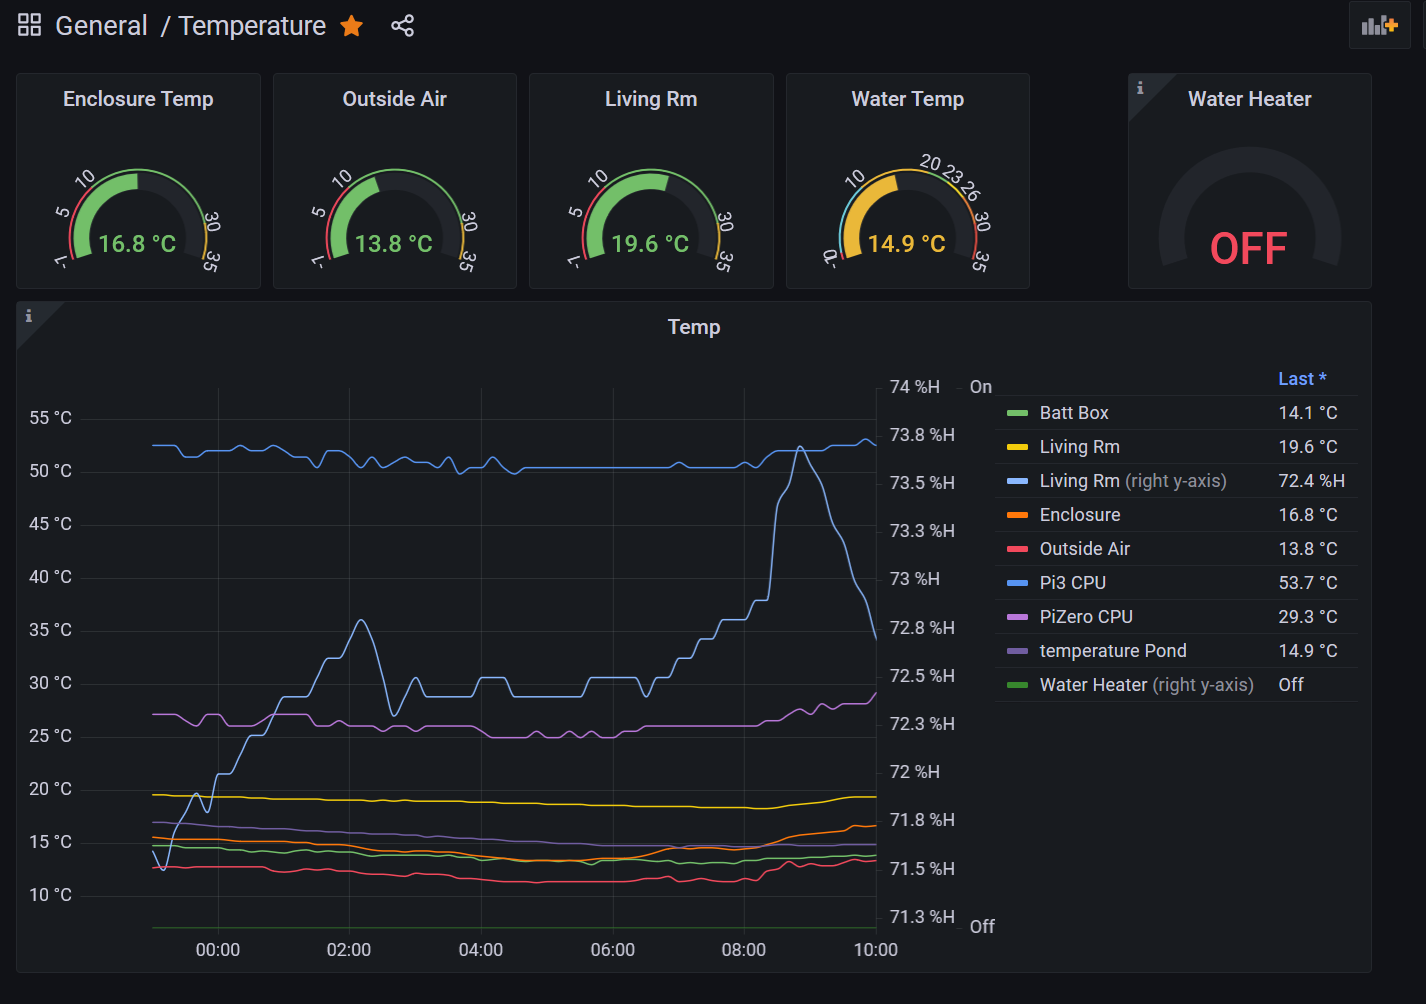 General / Temperature
Enclosure Temp
-1
5
10
30
35
16.8 °C
Outside Air
-1
5
10
30
35
13.8 °C
Living Rm
-1
5
10
30
35
19.6 °C
Water Temp
10
20
23
26
30
35
14.9 °C
i
Water Heater
OFF
i
Temp
55 °C
50 °C
45 °C
40 °C
35 °C
30 °C
25 °C
20 °C
15 °C
10 °C
74 %H
73.8 %H
73.5 %H
73.3 %H
73 %H
72.8 %H
72.5 %H
72.3 %H
72 %H
71.8 %H
71.5 %H
71.3 %H
On
Off
00:00 02:00 04:00 06:00 08:00 10:00
Last *
Batt Box 14.1 °C
Living Rm 19.6 °C
Living Rm (right y-axis) 72.4 %H
Enclosure 16.8 °C
Outside Air 13.8 °C
Pi3 CPU 53.7 °C
PiZero CPU 29.3 °C
temperature Pond 14.9 °C
Water Heater (right y-axis) Off